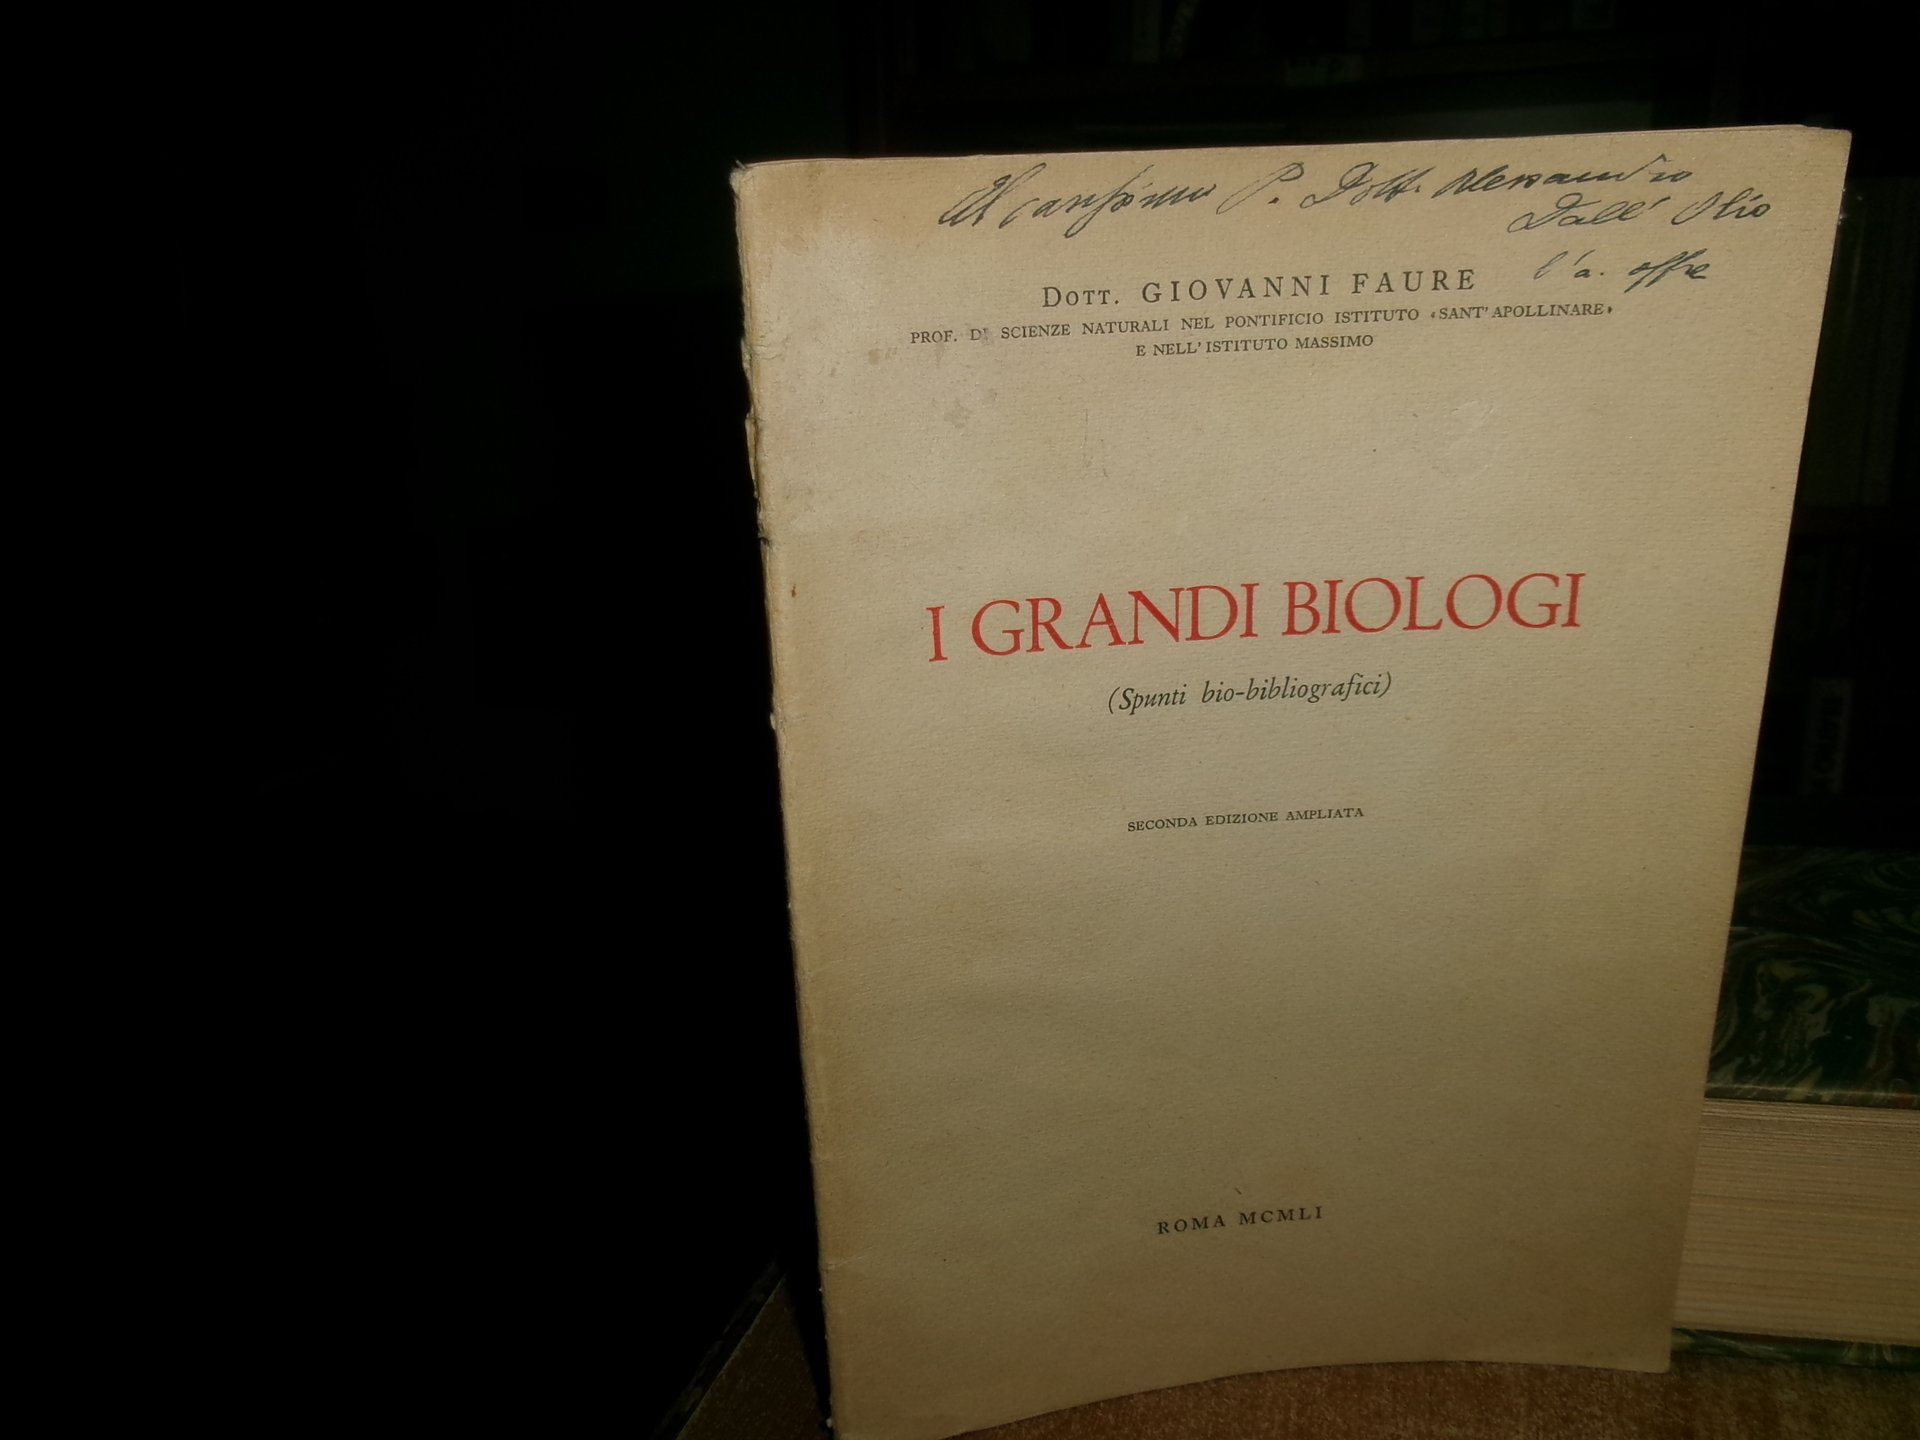 Al carissimo P. Dott. Alessandro
Dall' Olio
l'a. offre
DOTT. GIOVANNI FAURE
PROF. DI SCIENZE NATURALI NEL PONTIFICIO ISTITUTO «SANT'APOLLINARE»
E NELL'ISTITUTO MASSIMO
I GRANDI BIOLOGI
(Spunti bio-bibliografici)
SECONDA EDIZIONE AMPLIATA
ROMA MCMLI